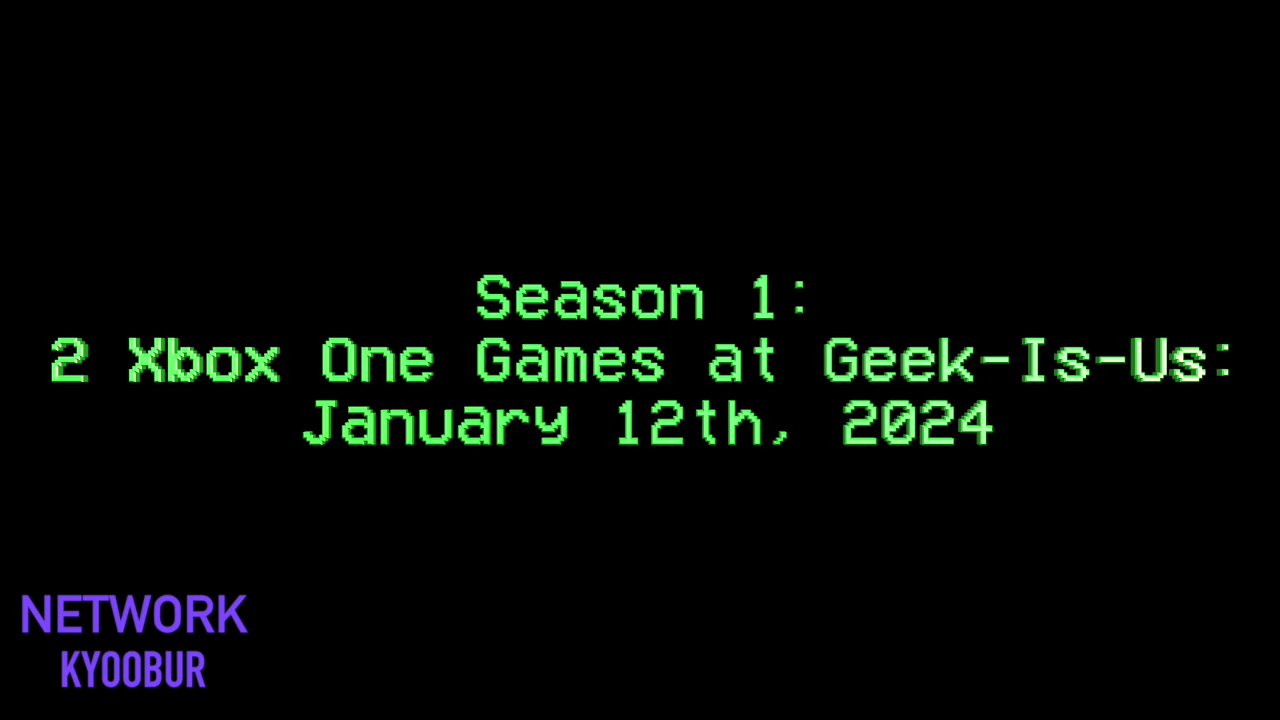 Season 1:
2 Xbox One Games at Geek-Is-Us:
January 12th, 2024
NETWORK
KYOOBUR